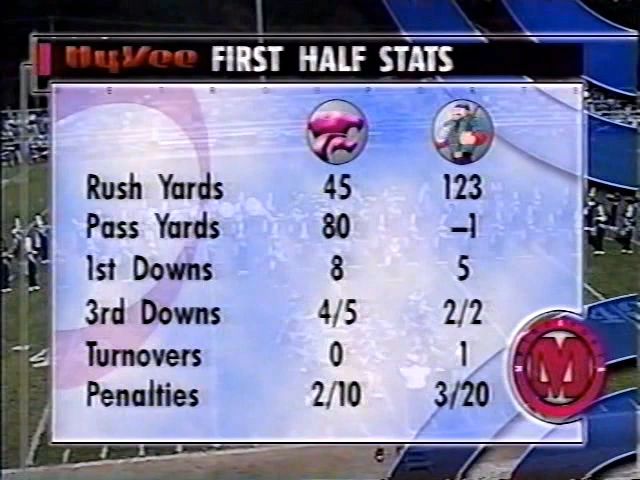 HyVee FIRST HALF STATS
METROSPORTS
Rush Yards 45 123
Pass Yards 80 –1
1st Downs 8 5
3rd Downs 4/5 2/2
Turnovers 0 1
Penalties 2/10 3/20
M